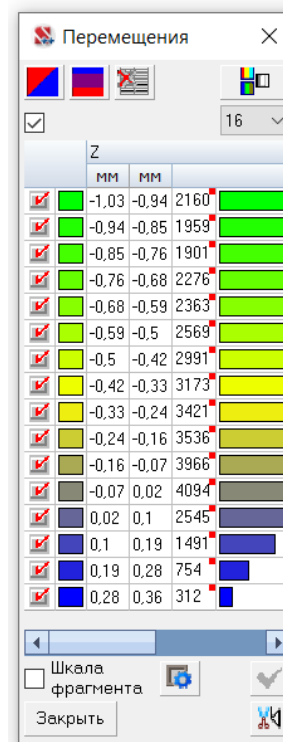 Перемещения
16
Z
мм мм
-1,03 -0,94 2160
-0,94 -0,85 1959
-0,85 -0,76 1901
-0,76 -0,68 2276
-0,68 -0,59 2363
-0,59 -0,5 2569
-0,5 -0,42 2991
-0,42 -0,33 3173
-0,33 -0,24 3421
-0,24 -0,16 3536
-0,16 -0,07 3966
-0,07 0,02 4094
0,02 0,1 2545
0,1 0,19 1491
0,19 0,28 754
0,28 0,36 312
Шкала
фрагмента
Закрыть